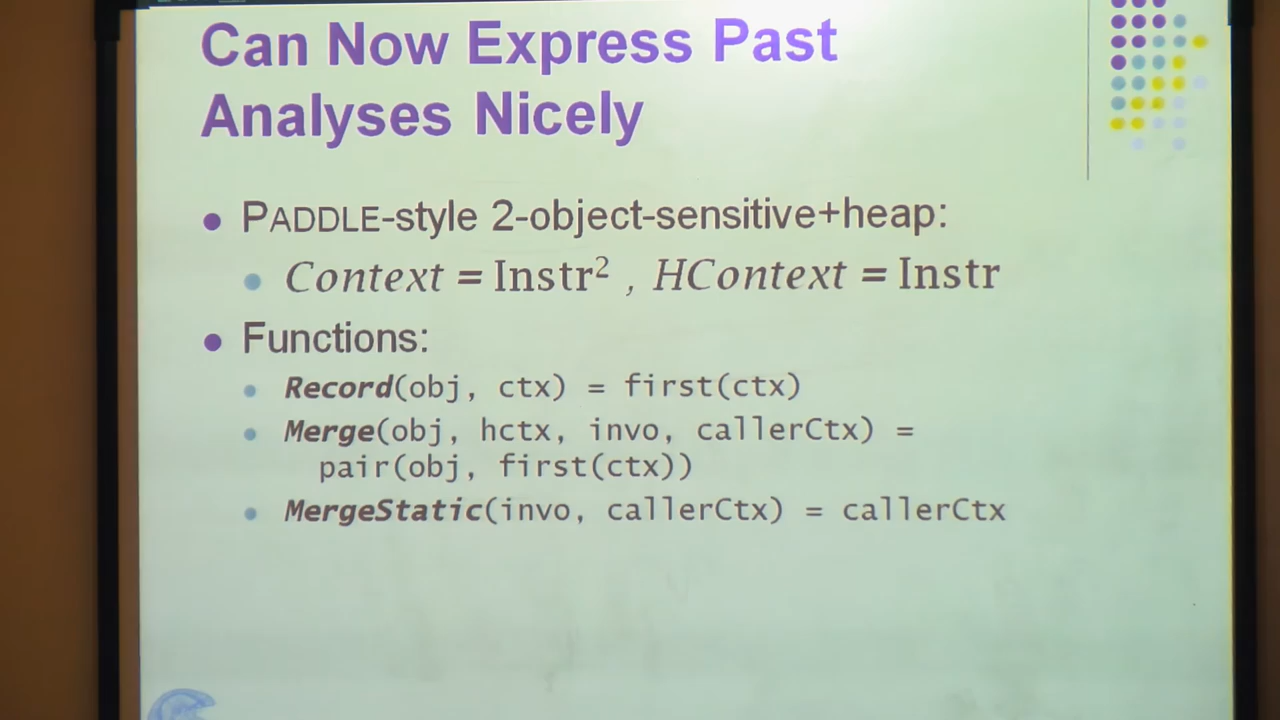 Can Now Express Past
Analyses Nicely
PADDLE-style 2-object-sensitive+heap:
Context = Instr² , HContext = Instr
Functions:
Record(obj, ctx) = first(ctx)
Merge(obj, hctx, invo, callerCtx) =
pair(obj, first(ctx))
MergeStatic(invo, callerCtx) = callerCtx